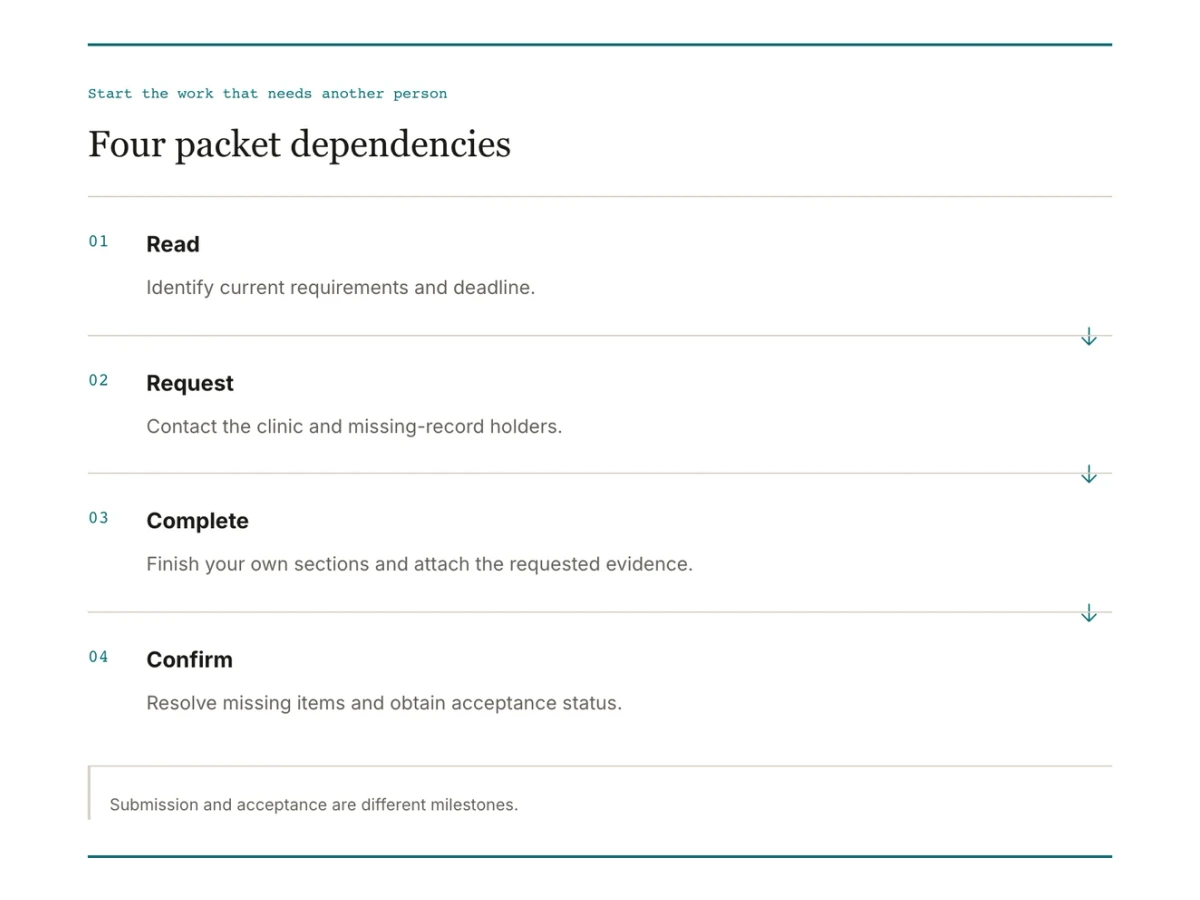 Start the work that needs another person
Four packet dependencies
01
Read
Identify current requirements and deadline.
02
Request
Contact the clinic and missing-record holders.
03
Complete
Finish your own sections and attach the requested evidence.
04
Confirm
Resolve missing items and obtain acceptance status.
Submission and acceptance are different milestones.